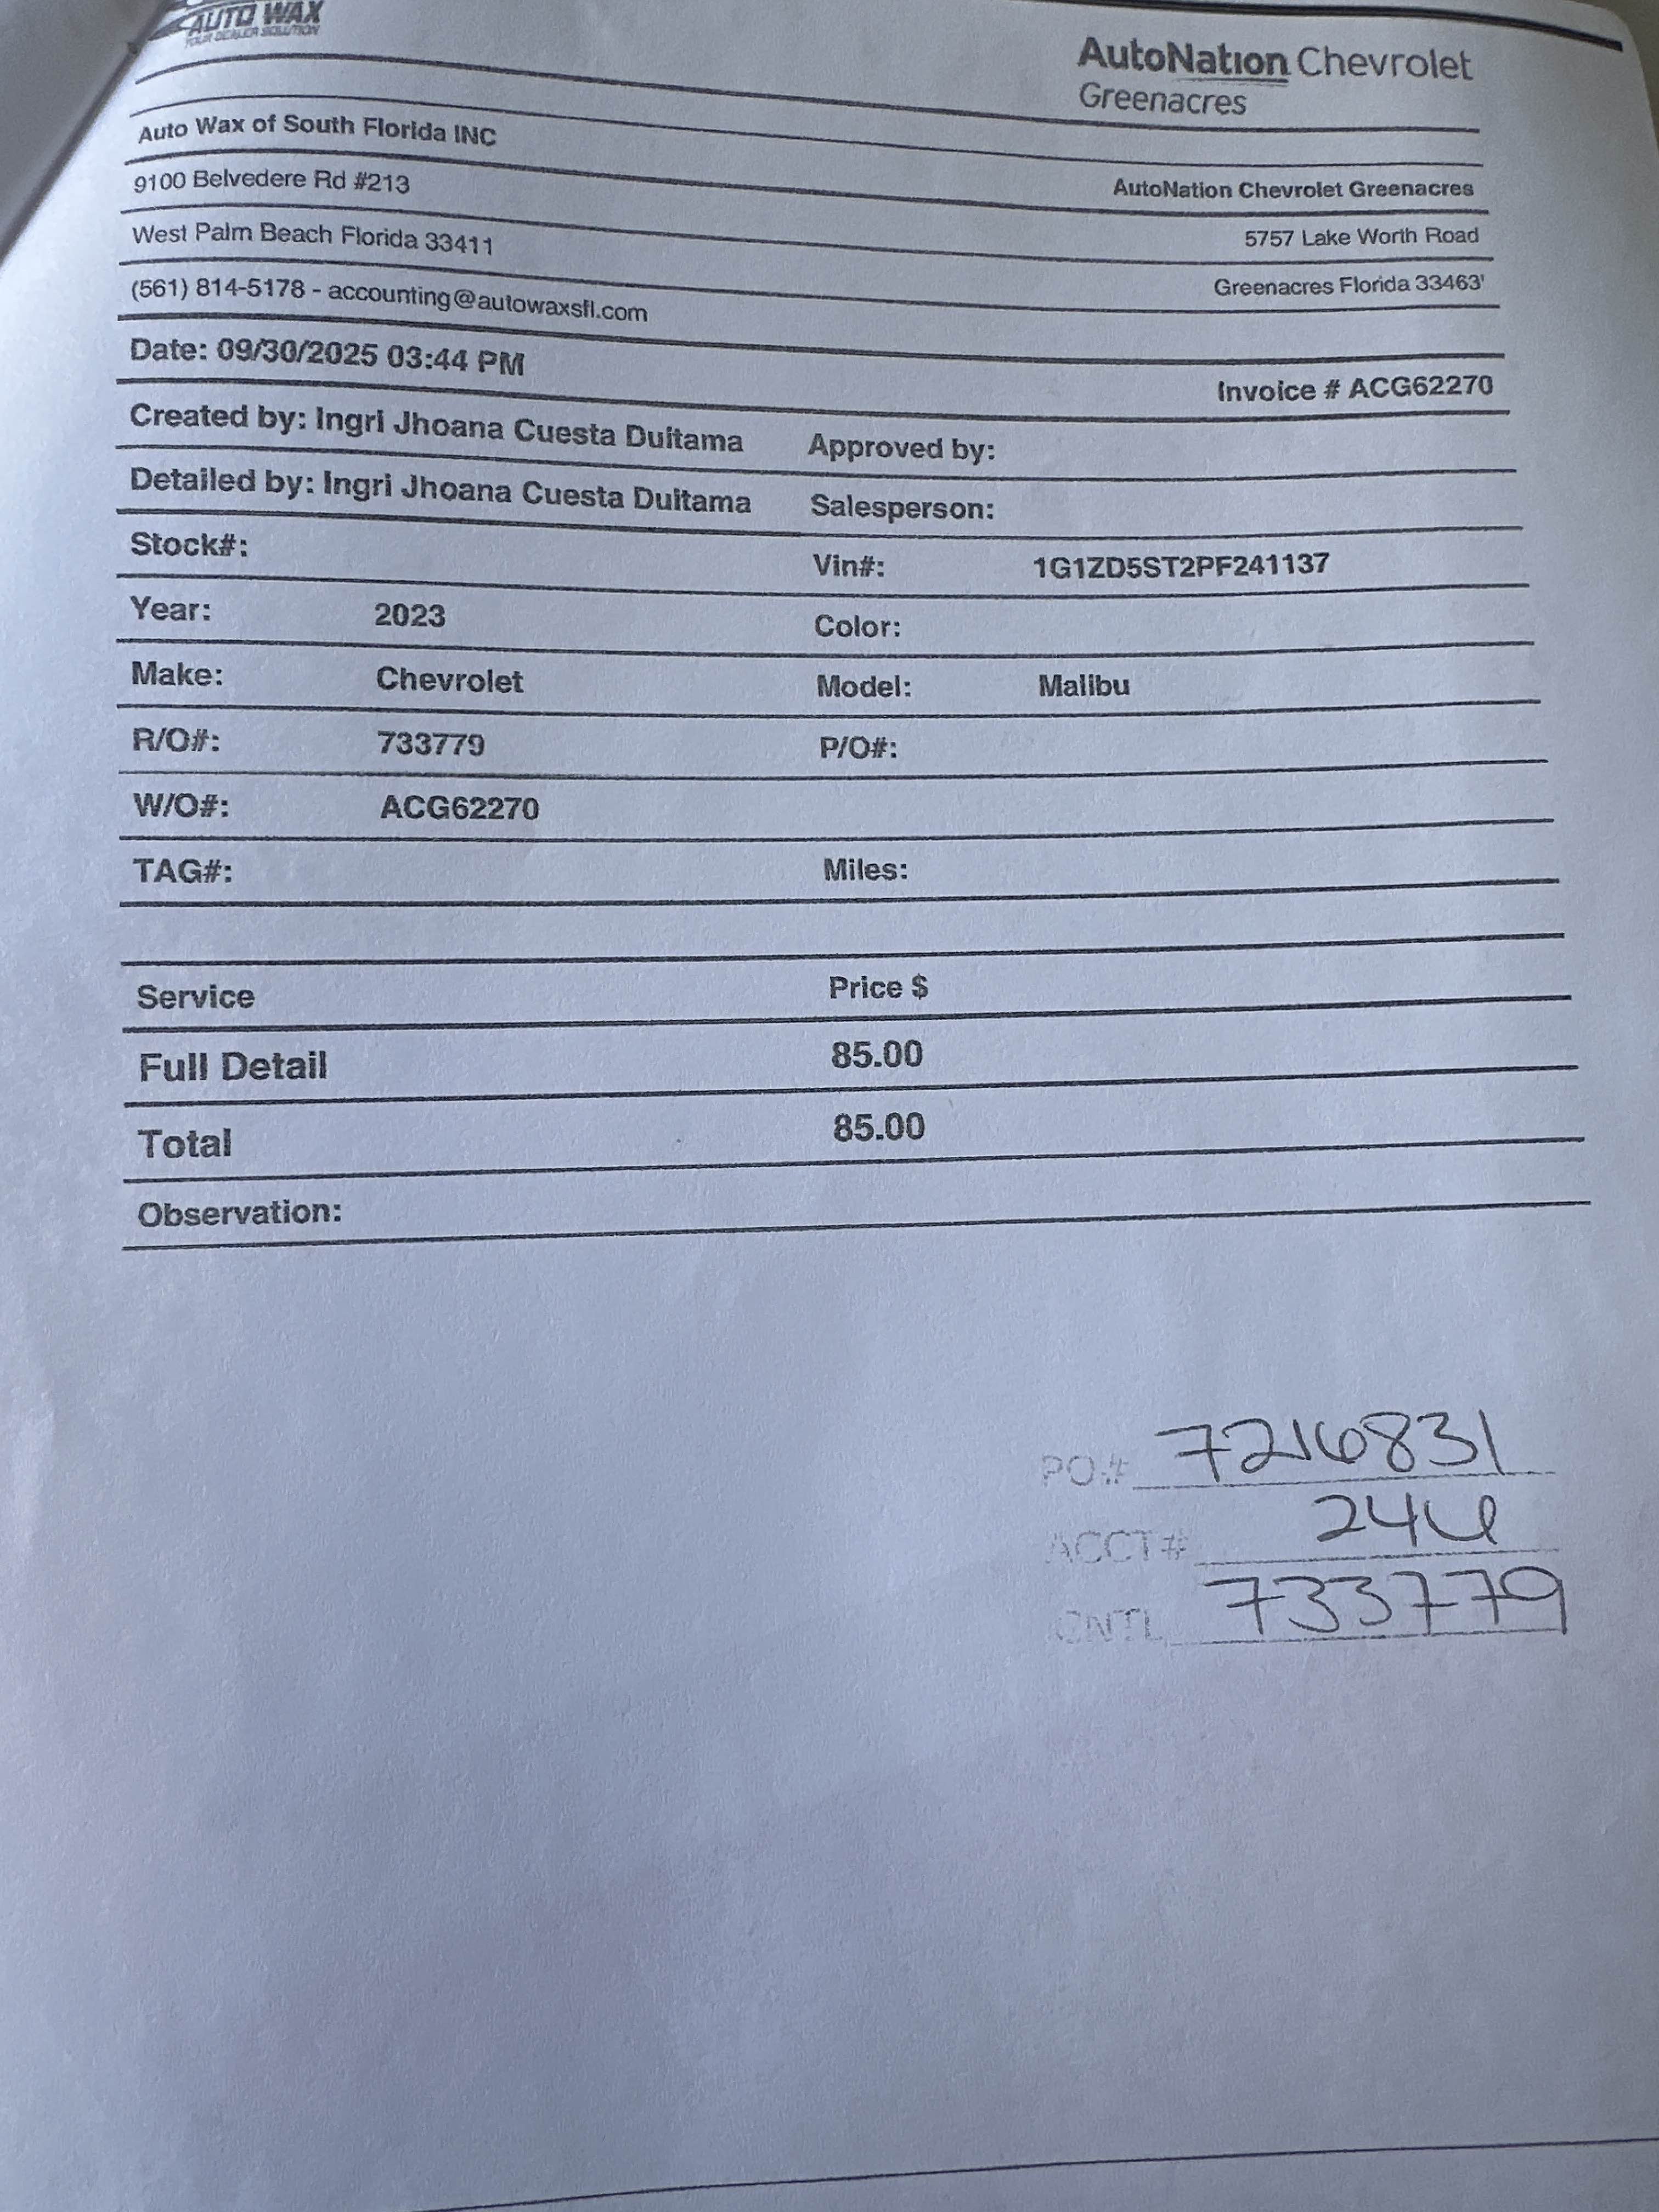 AUTO WAX
YOUR DEALER SOLUTION
AutoNation Chevrolet
Greenacres
Auto Wax of South Florida INC
9100 Belvedere Rd #213
AutoNation Chevrolet Greenacres
West Palm Beach Florida 33411
5757 Lake Worth Road
(561) 814-5178 - accounting@autowaxsfl.com
Greenacres Florida 33463'
Date: 09/30/2025 03:44 PM
Invoice # ACG62270
Created by: Ingri Jhoana Cuesta Duitama Approved by:
Detailed by: Ingri Jhoana Cuesta Duitama Salesperson:
Stock#: Vin#: 1G1ZD5ST2PF241137
Year: 2023 Color:
Make: Chevrolet Model: Malibu
R/O#: 733779 P/O#:
W/O#: ACG62270
TAG#: Miles:
Service Price $
Full Detail 85.00
Total 85.00
Observation:
PO# 7216831
ACCT# 244
CNTL 733779